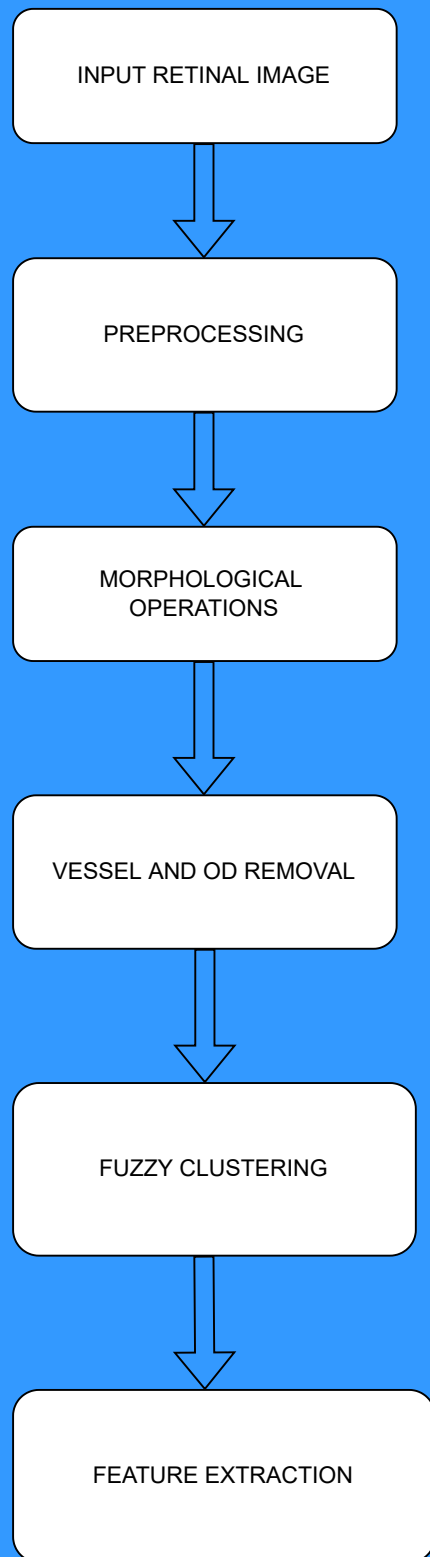 INPUT RETINAL IMAGE
PREPROCESSING
MORPHOLOGICAL
OPERATIONS
VESSEL AND OD REMOVAL
FUZZY CLUSTERING
FEATURE EXTRACTION